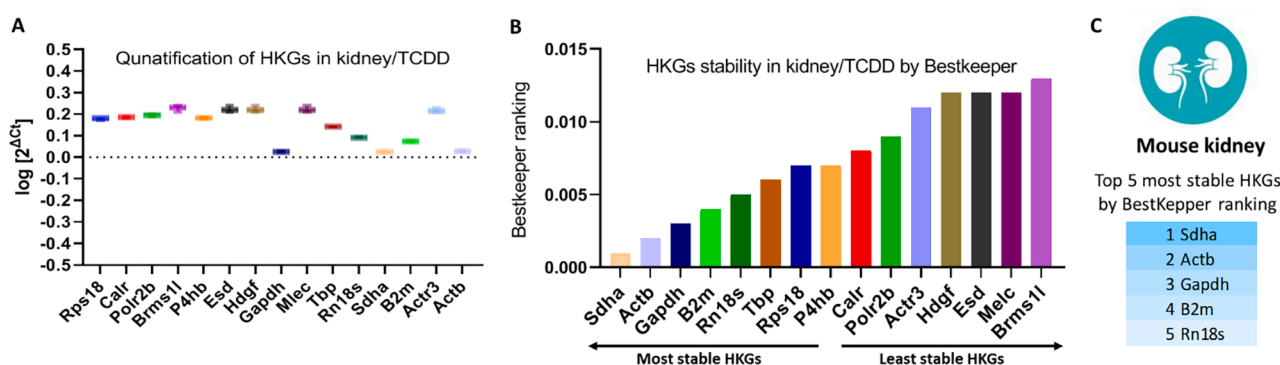 A
Qunatification of HKGs in kidney/TCDD
log [2^ΔCt]
0.5
0.4
0.3
0.2
0.1
0.0
-0.1
-0.2
-0.3
-0.4
-0.5
Rps18
Calr
Polr2b
Brms1l
P4hb
Esd
Hdgf
Gapdh
Mlec
Tbp
Rn18s
Sdha
B2m
Actr3
Actb
B
HKGs stability in kidney/TCDD by Bestkeeper
Bestkeeper ranking
0.015
0.010
0.005
0.000
Sdha
Actb
Gapdh
B2m
Rn18s
Tbp
Rps18
P4hb
Calr
Polr2b
Actr3
Hdgf
Esd
Melc
Brms1l
Most stable HKGs
Least stable HKGs
C
Mouse kidney
Top 5 most stable HKGs
by BestKepper ranking
1 Sdha
2 Actb
3 Gapdh
4 B2m
5 Rn18s